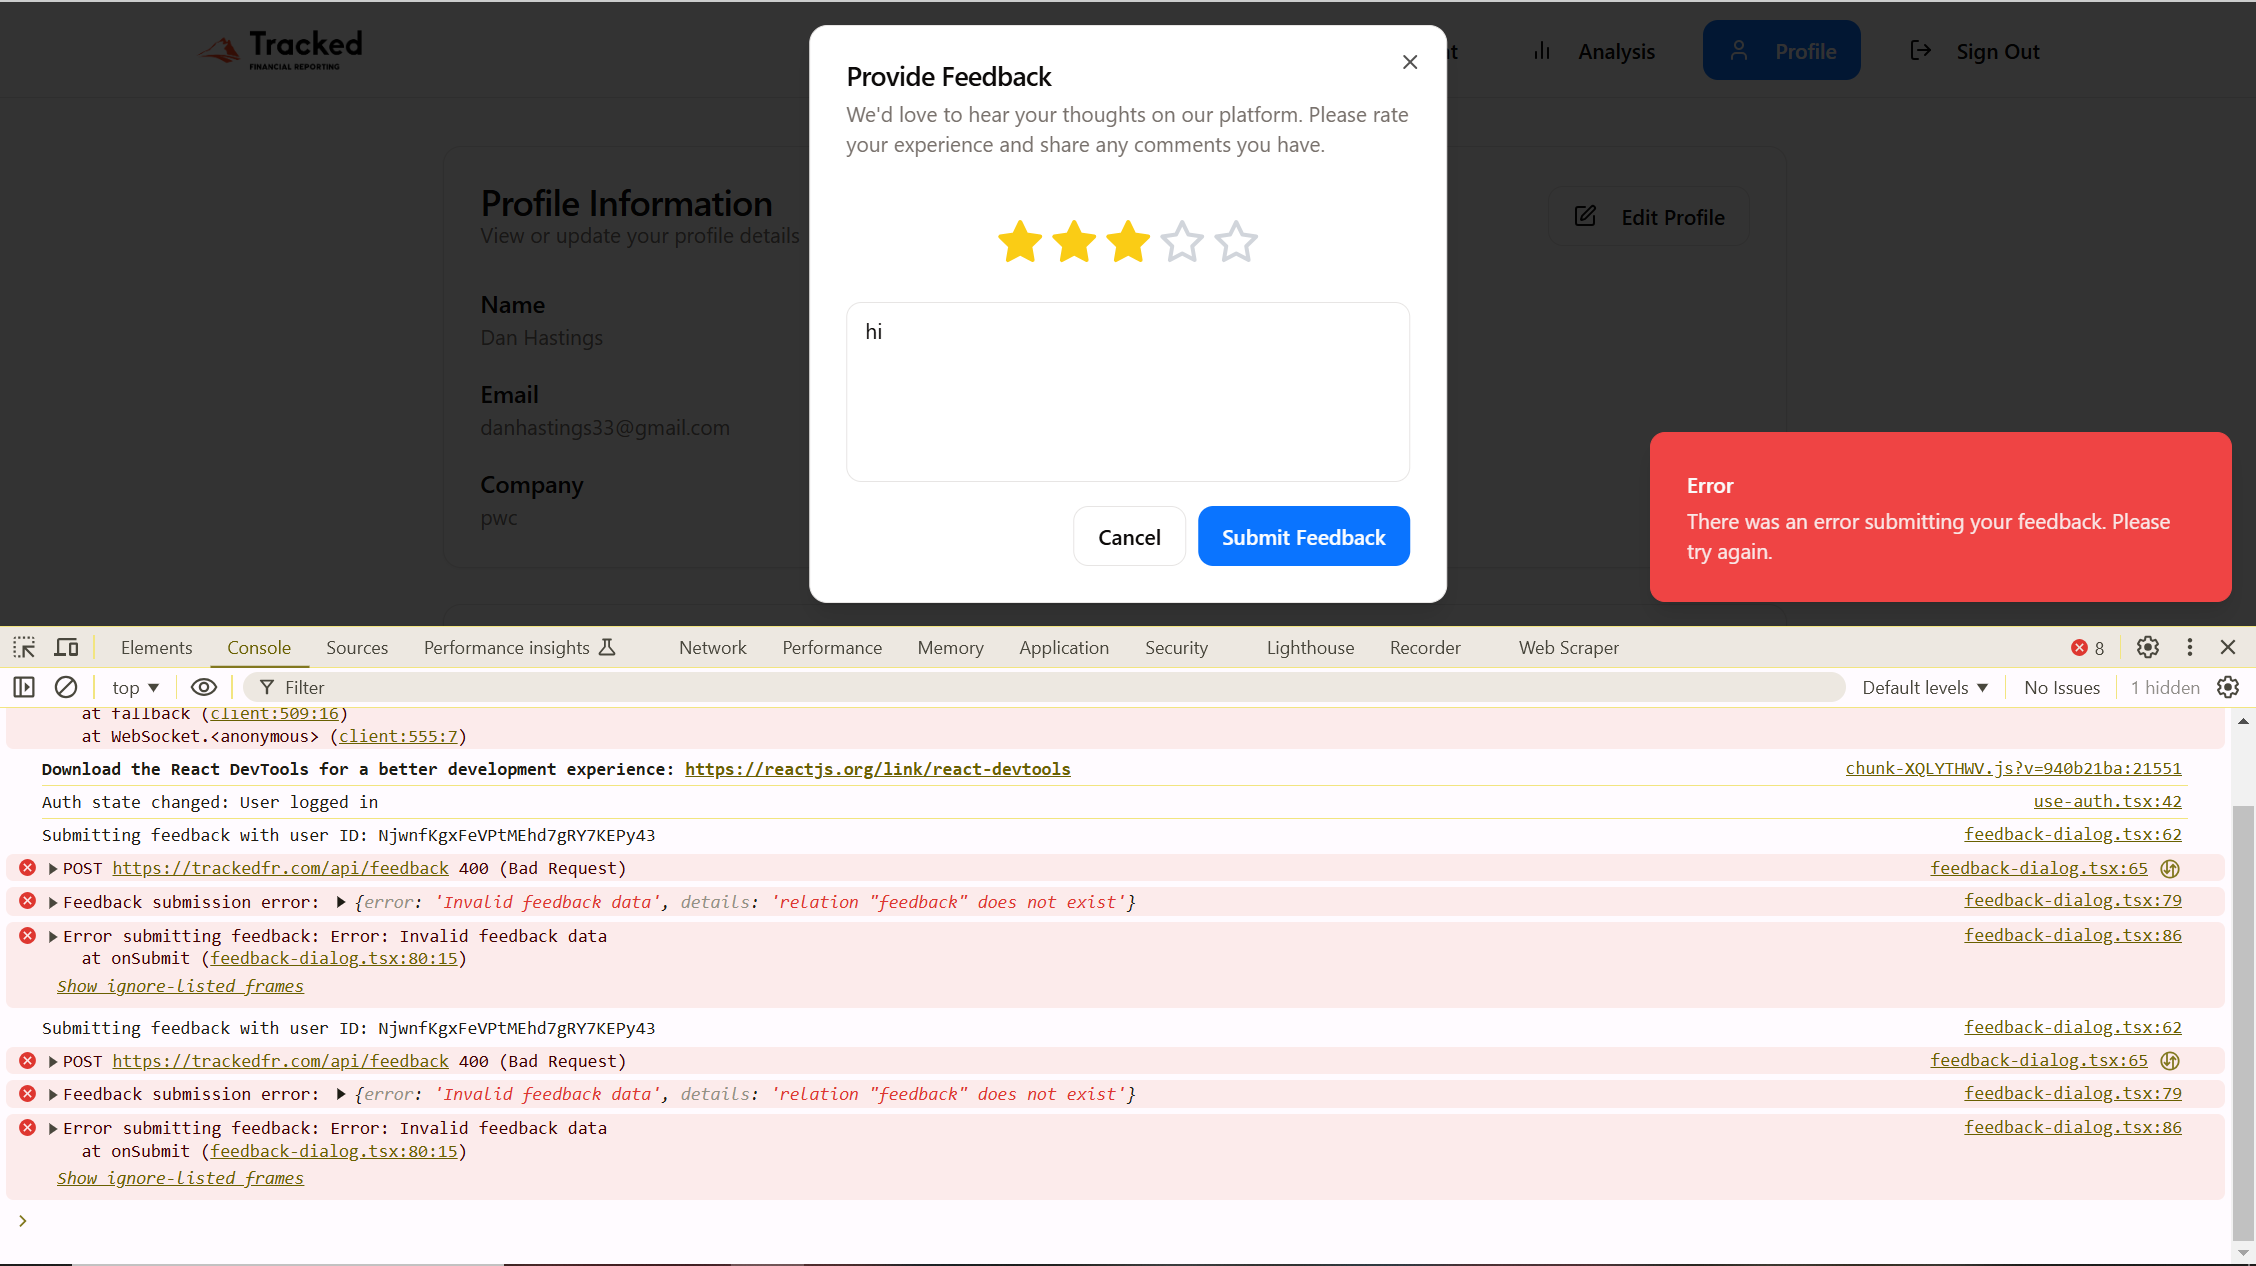 Tracked
FINANCIAL REPORTING
Analysis
Profile
Sign Out
Provide Feedback
We'd love to hear your thoughts on our platform. Please rate
your experience and share any comments you have.
Profile Information
View or update your profile details
Edit Profile
Name
Dan Hastings
Email
danhastings33@gmail.com
Company
pwc
hi
Cancel
Submit Feedback
Error
There was an error submitting your feedback. Please
try again.
Elements Console Sources Performance insights Network Performance Memory Application Security Lighthouse Recorder Web Scraper 8
top Filter Default levels No Issues 1 hidden
at fallback (client:509:16)
at WebSocket.<anonymous> (client:555:7)
Download the React DevTools for a better development experience: https://reactjs.org/link/react-devtools chunk-XQLYTHWV.js?v=940b21ba:21551
Auth state changed: User logged in use-auth.tsx:42
Submitting feedback with user ID: NjwnfKgxFeVPtMEhd7gRY7KEPy43 feedback-dialog.tsx:62
POST https://trackedfr.com/api/feedback 400 (Bad Request) feedback-dialog.tsx:65
Feedback submission error: {error: 'Invalid feedback data', details: 'relation "feedback" does not exist'} feedback-dialog.tsx:79
Error submitting feedback: Error: Invalid feedback data feedback-dialog.tsx:86
at onSubmit (feedback-dialog.tsx:80:15)
Show ignore-listed frames
Submitting feedback with user ID: NjwnfKgxFeVPtMEhd7gRY7KEPy43 feedback-dialog.tsx:62
POST https://trackedfr.com/api/feedback 400 (Bad Request) feedback-dialog.tsx:65
Feedback submission error: {error: 'Invalid feedback data', details: 'relation "feedback" does not exist'} feedback-dialog.tsx:79
Error submitting feedback: Error: Invalid feedback data feedback-dialog.tsx:86
at onSubmit (feedback-dialog.tsx:80:15)
Show ignore-listed frames